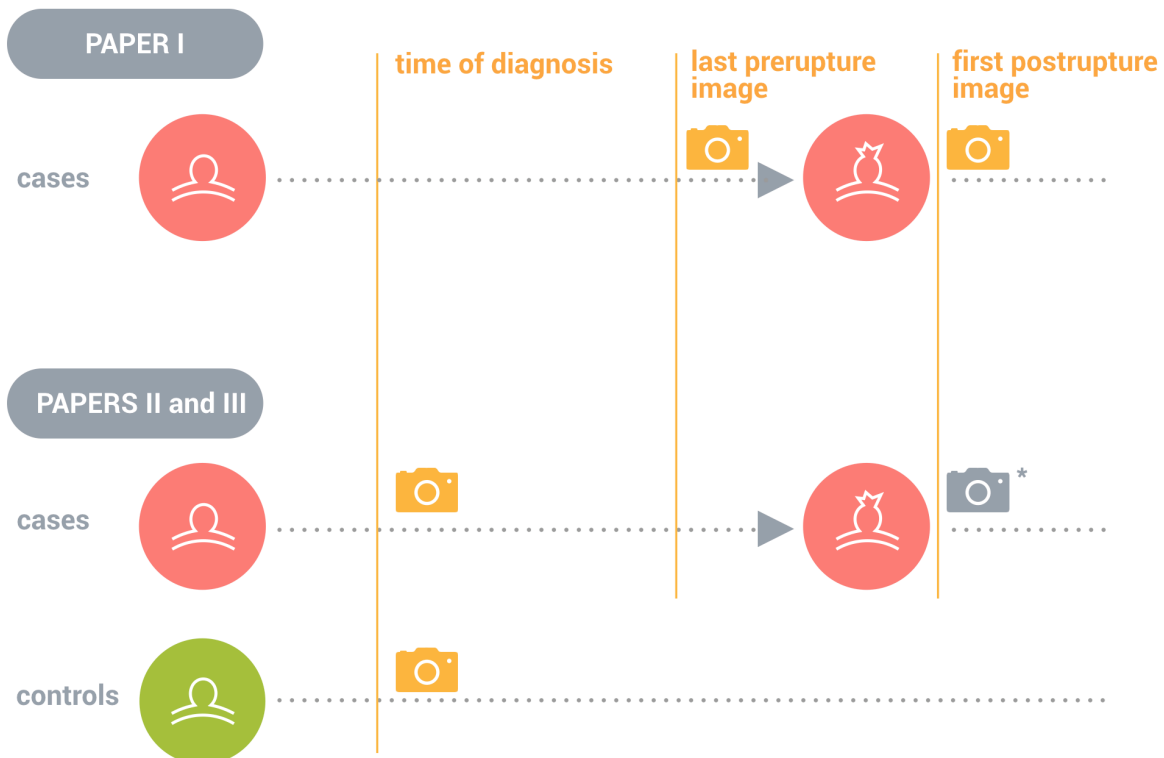 PAPER I
time of diagnosis
last prerupture
image
first postrupture
image
cases
PAPERS II and III
cases
*
controls